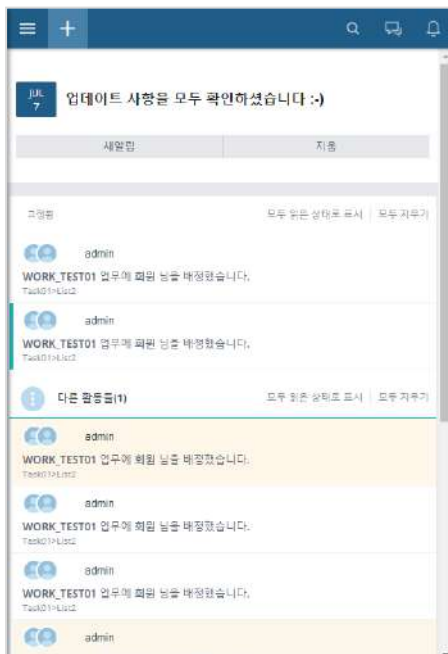 JUL
7
업데이트 사항을 모두 확인하셨습니다 :-)
새알림 지움
고정됨 모두 읽은 상태로 표시 모두 지우기
admin
WORK_TEST01 업무에 회원 님을 배정했습니다.
Task01>List2
admin
WORK_TEST01 업무에 회원 님을 배정했습니다.
Task01>List2
다른 활동들(1) 모두 읽은 상태로 표시 모두 지우기
admin
WORK_TEST01 업무에 회원 님을 배정했습니다.
Task01>List2
admin
WORK_TEST01 업무에 회원 님을 배정했습니다.
Task01>List2
admin
WORK_TEST01 업무에 회원 님을 배정했습니다.
Task01>List2
admin